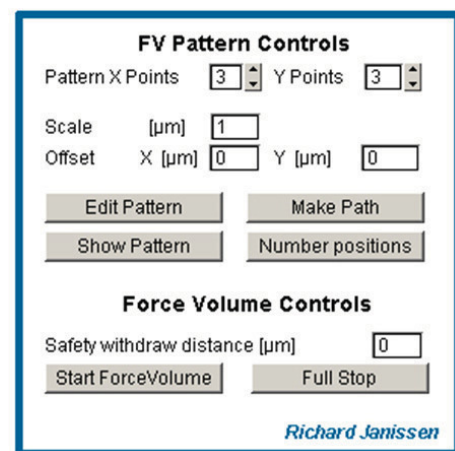 FV Pattern Controls
Pattern X Points 3 Y Points 3
Scale [µm] 1
Offset X [µm] 0 Y [µm] 0
Edit Pattern Make Path
Show Pattern Number positions
Force Volume Controls
Safety withdraw distance [µm] 0
Start ForceVolume Full Stop
Richard Janissen